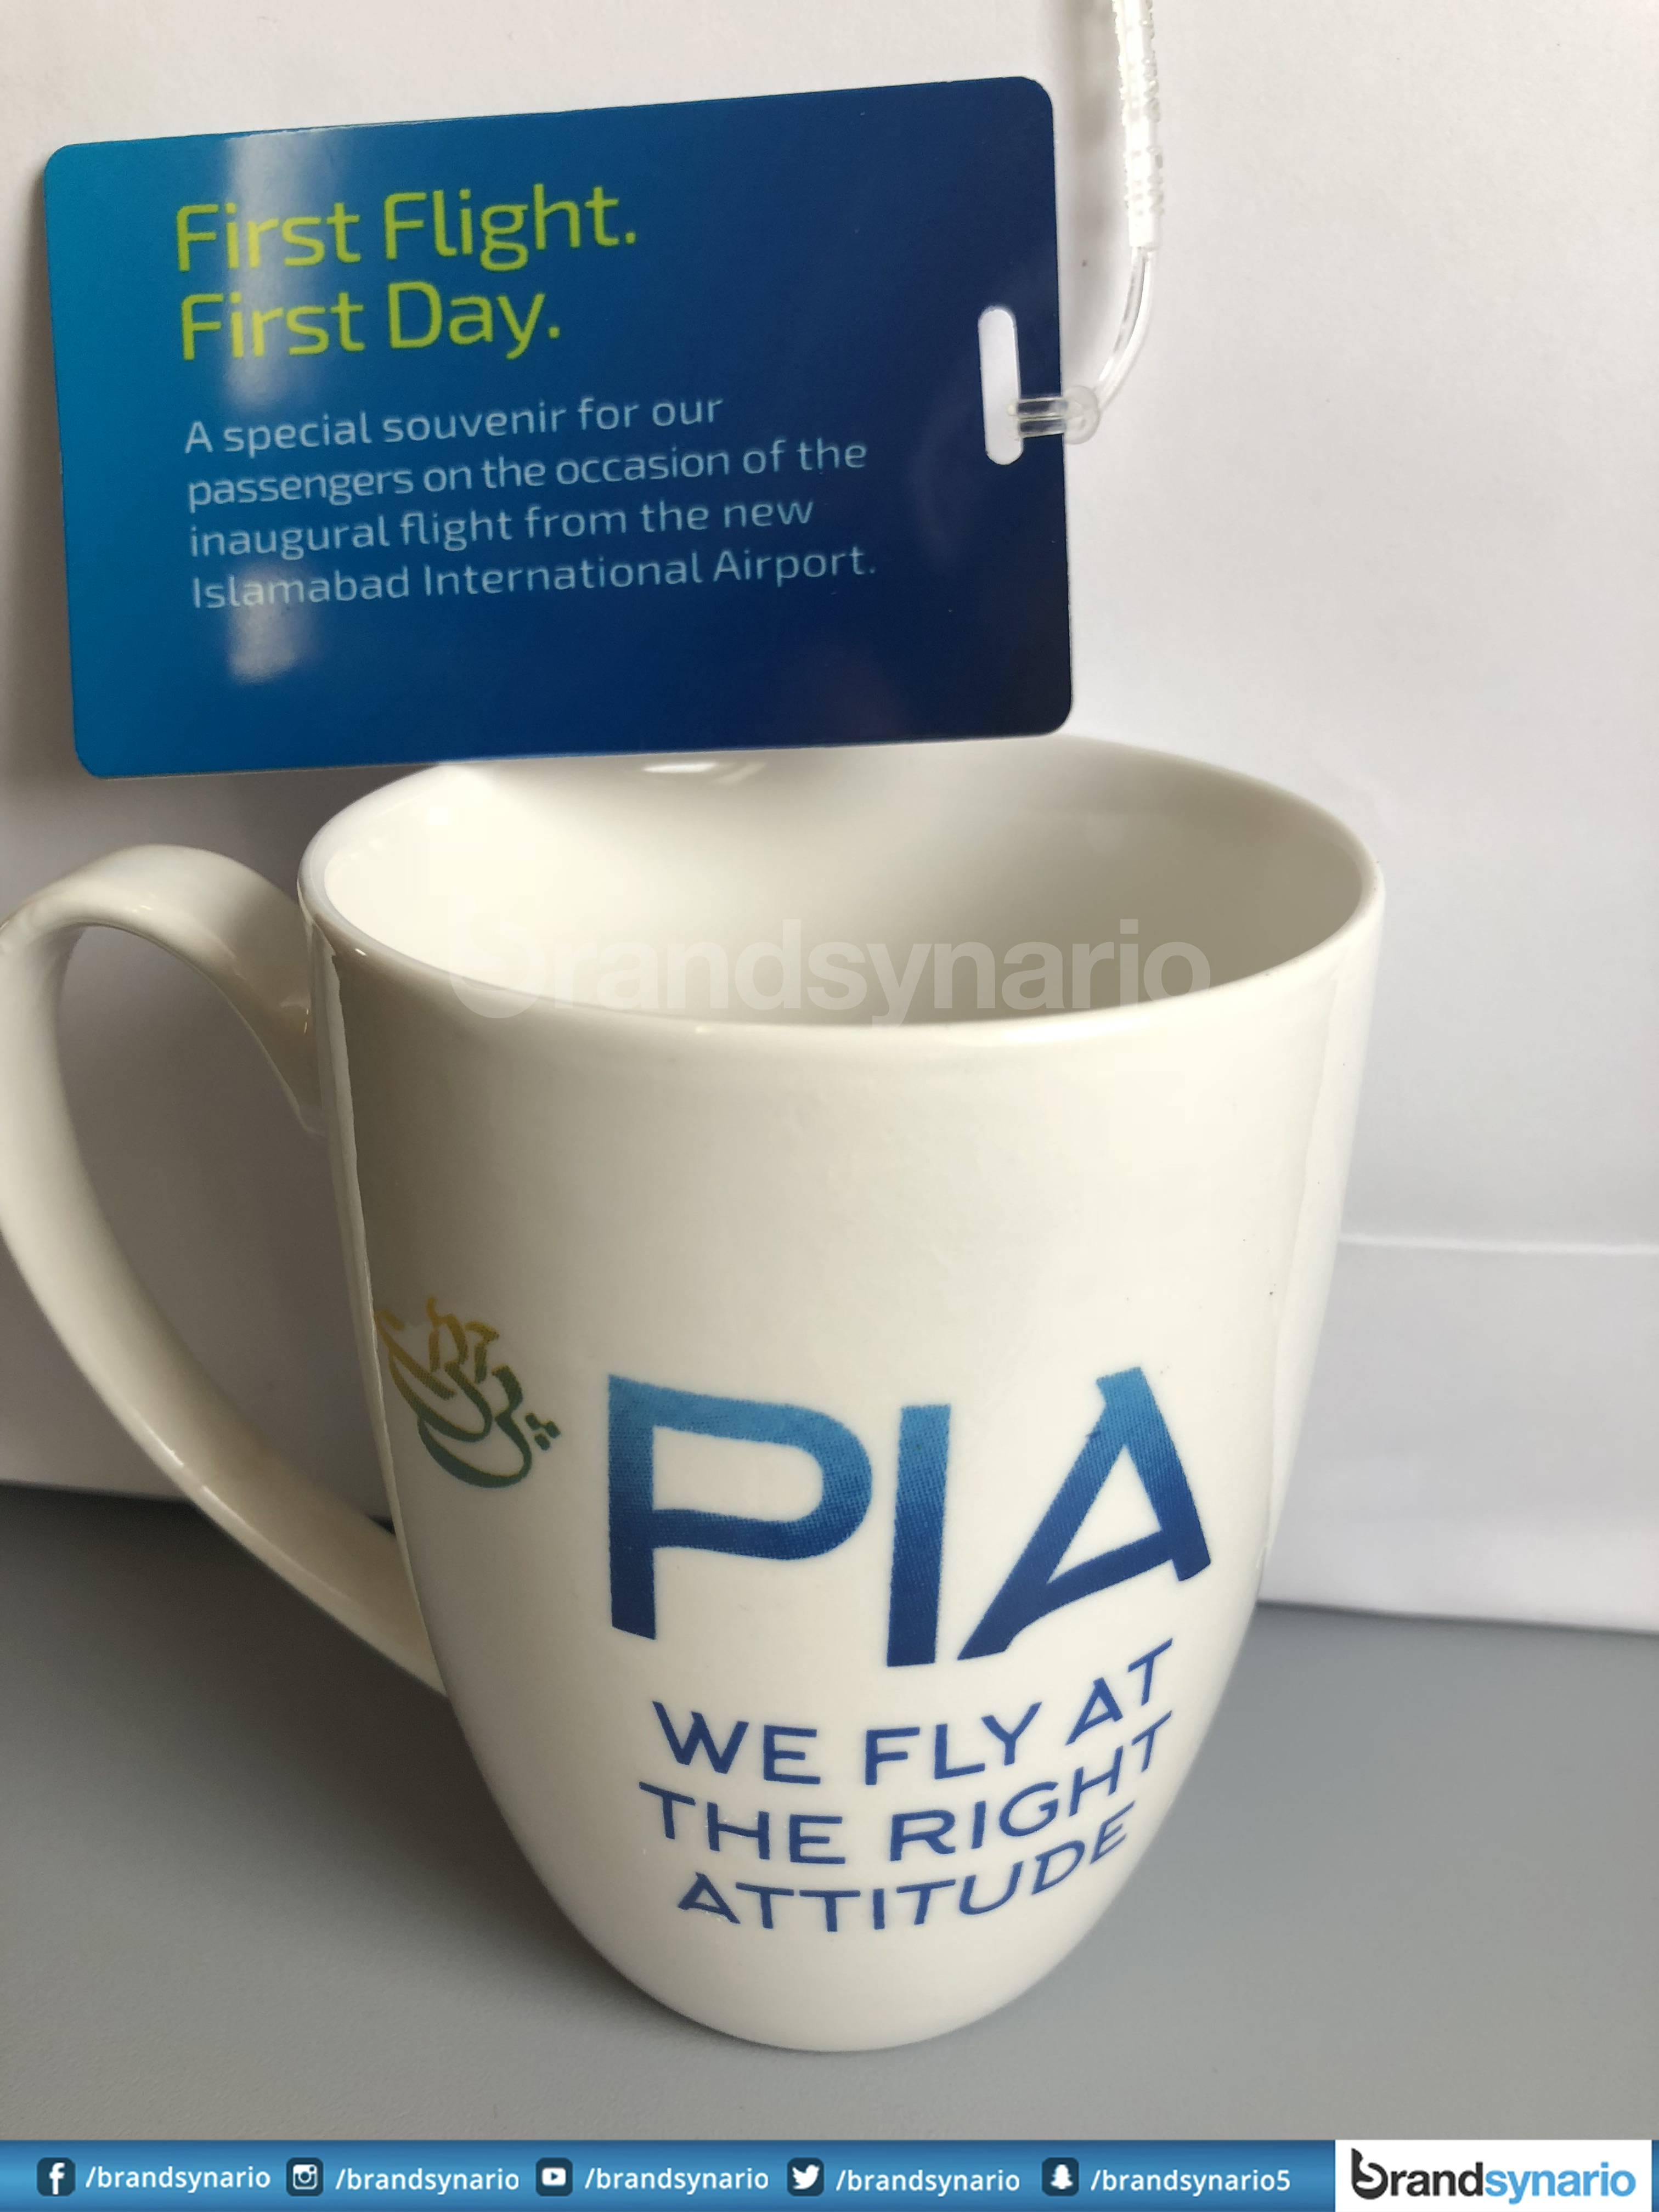 First Flight.
First Day.
A special souvenir for our
passengers on the occasion of the
inaugural flight from the new
Islamabad International Airport.
brandsynario
PIA
WE FLY AT
THE RIGHT
ATTITUDE
/brandsynario /brandsynario /brandsynario /brandsynario /brandsynario5 brandsynario